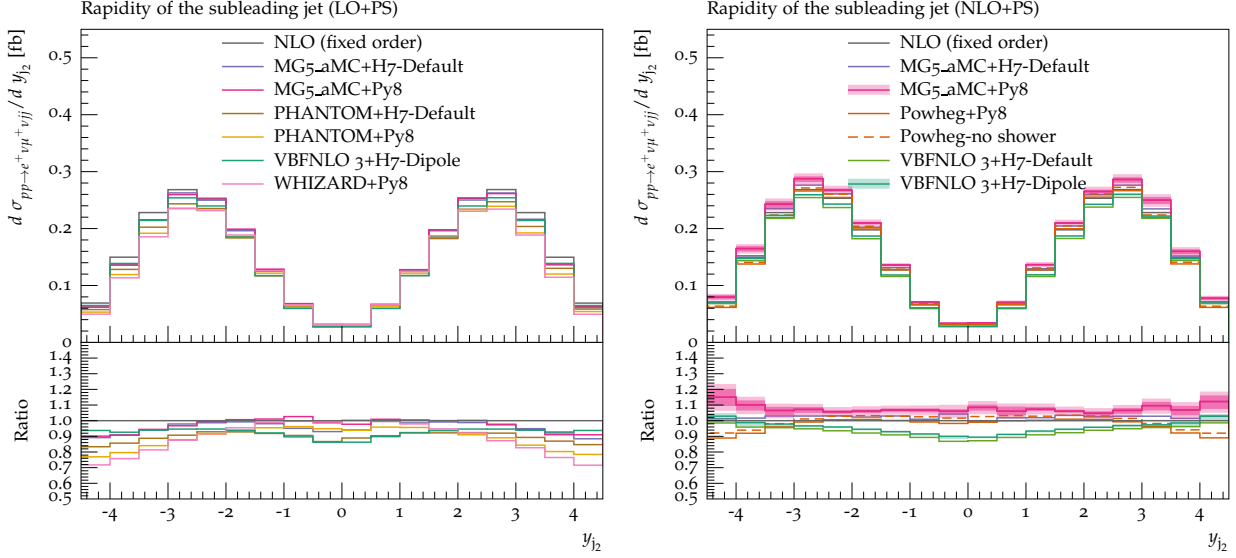 Rapidity of the subleading jet (LO+PS)
d σ_{pp→e⁺νμ⁺νjj}/d y_{j₂} [fb]
0.5
0.4
0.3
0.2
0.1
0
NLO (fixed order)
MG5_aMC+H7-Default
MG5_aMC+Py8
PHANTOM+H7-Default
PHANTOM+Py8
VBFNLO 3+H7-Dipole
WHIZARD+Py8
Ratio
1.4
1.3
1.2
1.1
1.0
0.9
0.8
0.7
0.6
0.5
-4 -3 -2 -1 0 1 2 3 4
y_{j₂}
Rapidity of the subleading jet (NLO+PS)
d σ_{pp→e⁺νμ⁺νjj}/d y_{j₂} [fb]
0.5
0.4
0.3
0.2
0.1
0
NLO (fixed order)
MG5_aMC+H7-Default
MG5_aMC+Py8
Powheg+Py8
Powheg-no shower
VBFNLO 3+H7-Default
VBFNLO 3+H7-Dipole
Ratio
1.4
1.3
1.2
1.1
1.0
0.9
0.8
0.7
0.6
0.5
-4 -3 -2 -1 0 1 2 3 4
y_{j₂}